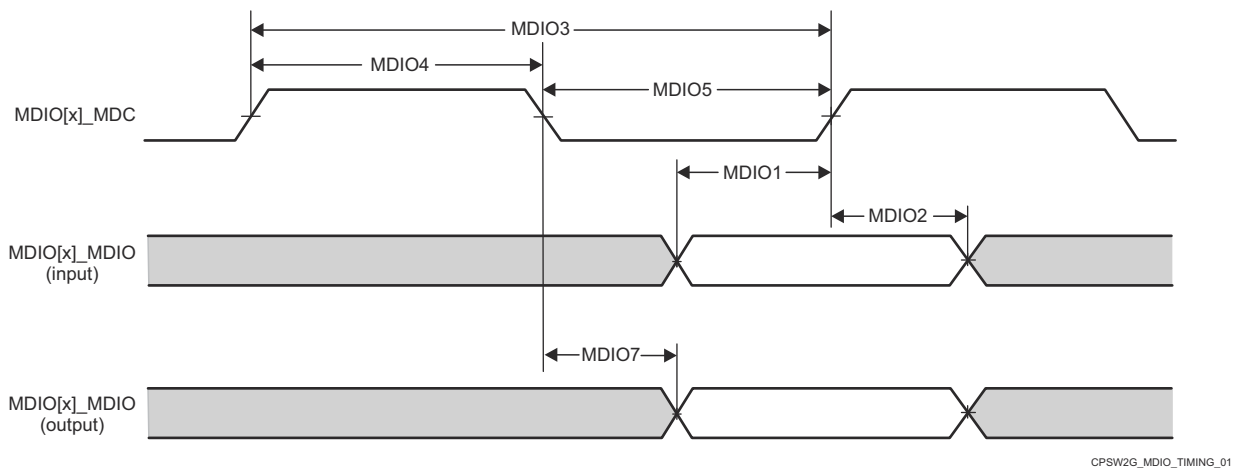 MDIO3
MDIO4
MDIO5
MDIO[x]_MDC
MDIO1
MDIO2
MDIO[x]_MDIO
(input)
MDIO7
MDIO[x]_MDIO
(output)
CPSW2G_MDIO_TIMING_01